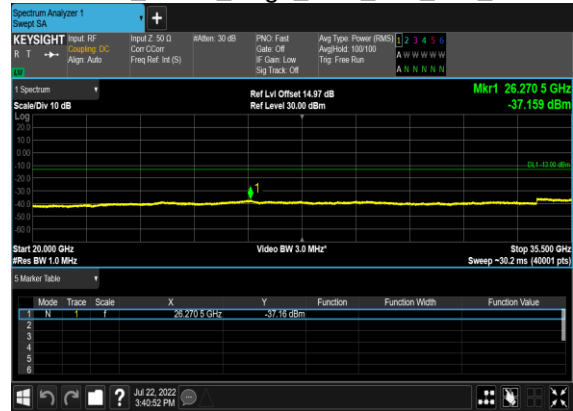 Spectrum Analyzer 1
Swept SA
KEYSIGHT
R T
LW
Input: RF
Coupling: DC
Align: Auto
Input Z: 50 Ω
Corr CCorr
Freq Ref: Int (S)
#Atten: 30 dB
PNO: Fast
Gate: Off
IF Gain: Low
Sig Track: Off
Avg Type: Power (RMS)
Avg|Hold: 100/100
Trig: Free Run
1 2 3 4 5 6
A W W W W W
A N N N N N
1 Spectrum
Scale/Div 10 dB
Ref Lvl Offset 14.97 dB
Ref Level 30.00 dBm
Mkr1 26.270 5 GHz
-37.159 dBm
Log
20.0
10.0
0.00
-10.0
DL1 -13.00 dBm
-20.0
-30.0
1
-40.0
-50.0
-60.0
Start 20.000 GHz
#Res BW 1.0 MHz
Video BW 3.0 MHz*
Stop 35.500 GHz
Sweep ~30.2 ms (40001 pts)
5 Marker Table
Mode Trace Scale X Y Function Function Width Function Value
1 N 1 f 26.270 5 GHz -37.16 dBm
2
3
4
5
6
?
Jul 22, 2022
3:40:52 PM